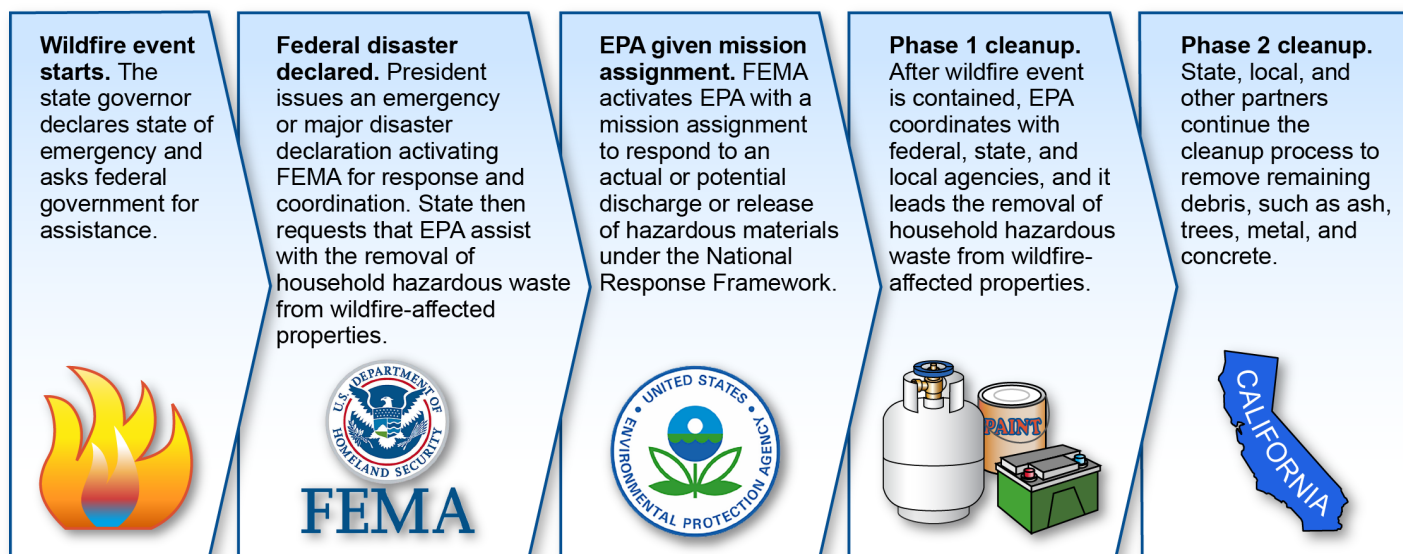 Wildfire event
starts. The
state governor
declares state of
emergency and
asks federal
government for
assistance.
Federal disaster
declared. President
issues an emergency
or major disaster
declaration activating
FEMA for response and
coordination. State then
requests that EPA assist
with the removal of
household hazardous waste
from wildfire-affected
properties.
U.S. DEPARTMENT OF
HOMELAND SECURITY
FEMA
EPA given mission
assignment. FEMA
activates EPA with a
mission assignment
to respond to an
actual or potential
discharge or release
of hazardous materials
under the National
Response Framework.
UNITED STATES
ENVIRONMENTAL PROTECTION AGENCY
Phase 1 cleanup.
After wildfire event
is contained, EPA
coordinates with
federal, state, and
local agencies, and it
leads the removal of
household hazardous
waste from wildfire-
affected properties.
PAINT
Phase 2 cleanup.
State, local, and
other partners
continue the
cleanup process to
remove remaining
debris, such as ash,
trees, metal, and
concrete.
CALIFORNIA